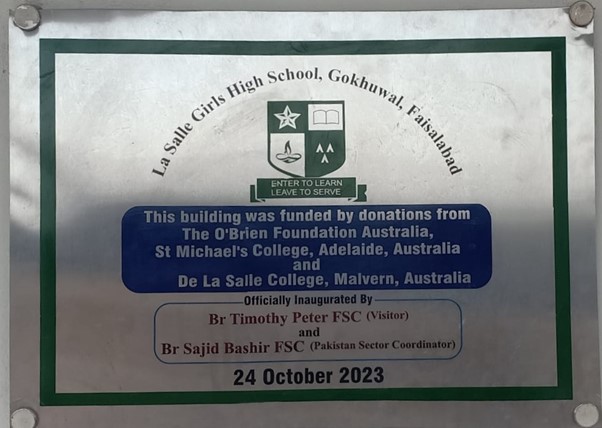 La Salle Girls High School, Gokhuwal, Faisalabad
ENTER TO LEARN
LEAVE TO SERVE
This building was funded by donations from
The O'Brien Foundation Australia,
St Michael's College, Adelaide, Australia
and
De La Salle College, Malvern, Australia
Officially Inaugurated By
Br Timothy Peter FSC (Visitor)
and
Br Sajid Bashir FSC (Pakistan Sector Coordinator)
24 October 2023